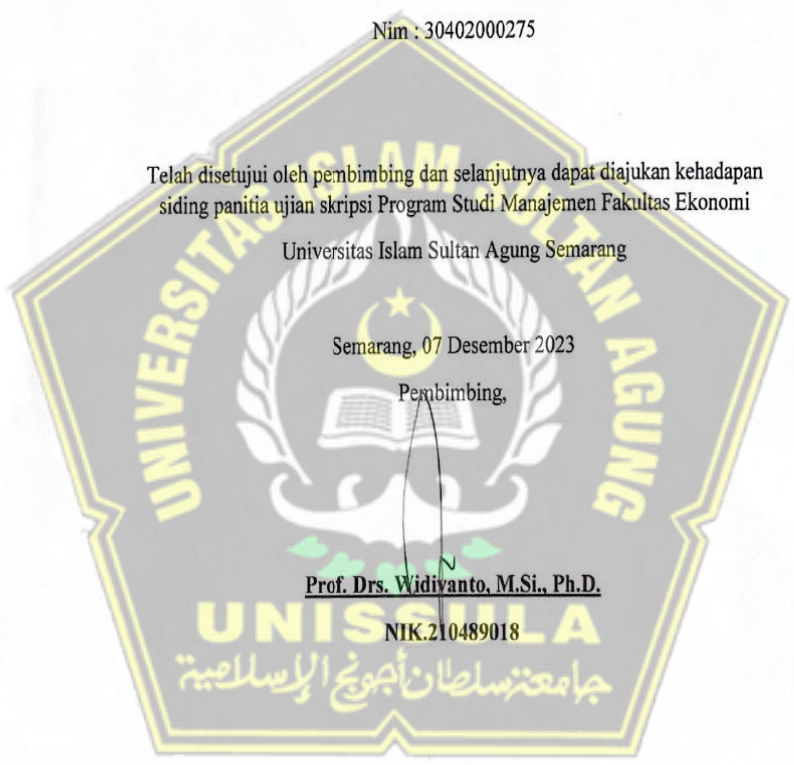 Nim : 30402000275
Telah disetujui oleh pembimbing dan selanjutnya dapat diajukan kehadapan
siding panitia ujian skripsi Program Studi Manajemen Fakultas Ekonomi
Universitas Islam Sultan Agung Semarang
Semarang, 07 Desember 2023
Pembimbing,
Prof. Drs. Widiyanto, M.Si., Ph.D.
NIK.210489018
UNIVERSITAS ISLAM SULTAN AGUNG
UNISSULA
جامعة سلطان أجونج الإسلامية